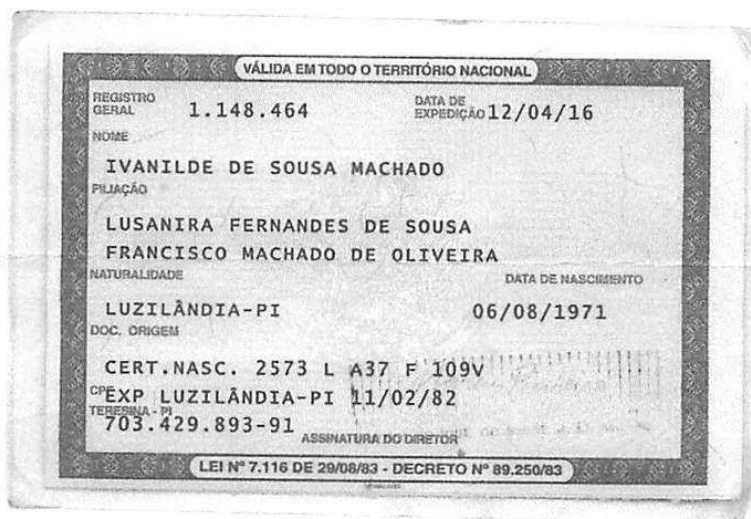 VÁLIDA EM TODO O TERRITÓRIO NACIONAL
REGISTRO GERAL 1.148.464 DATA DE EXPEDIÇÃO 12/04/16
NOME
IVANILDE DE SOUSA MACHADO
FILIAÇÃO
LUSANIRA FERNANDES DE SOUSA
FRANCISCO MACHADO DE OLIVEIRA
NATURALIDADE DATA DE NASCIMENTO
LUZILÂNDIA-PI 06/08/1971
DOC. ORIGEM
CERT.NASC. 2573 L A37 F 109V
CPF EXP LUZILÂNDIA-PI 11/02/82
TERESINA - PI
703.429.893-91
ASSINATURA DO DIRETOR
LEI Nº 7.116 DE 29/08/83 - DECRETO Nº 89.250/83